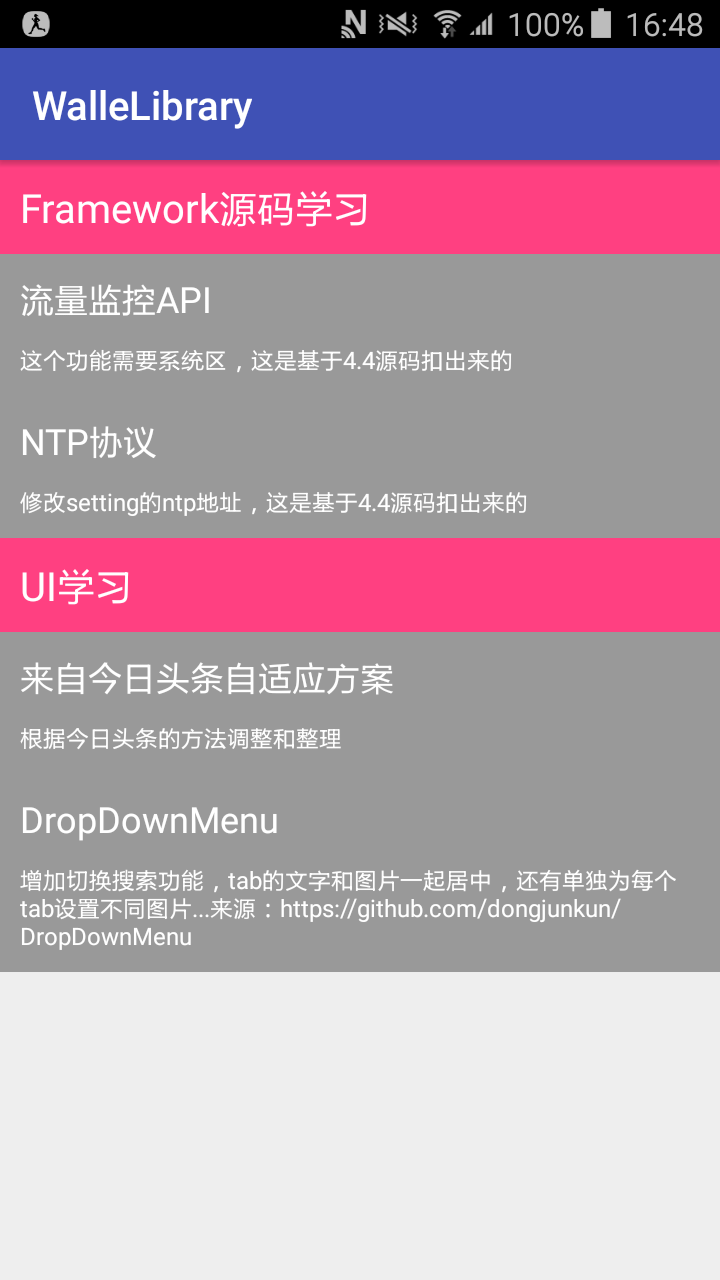 100% 16:48
WalleLibrary
Framework源码学习
流量监控API
这个功能需要系统区，这是基于4.4源码扣出来的
NTP协议
修改setting的ntp地址，这是基于4.4源码扣出来的
UI学习
来自今日头条自适应方案
根据今日头条的方法调整和整理
DropDownMenu
增加切换搜索功能，tab的文字和图片一起居中，还有单独为每个
tab设置不同图片...来源：https://github.com/dongjunkun/
DropDownMenu